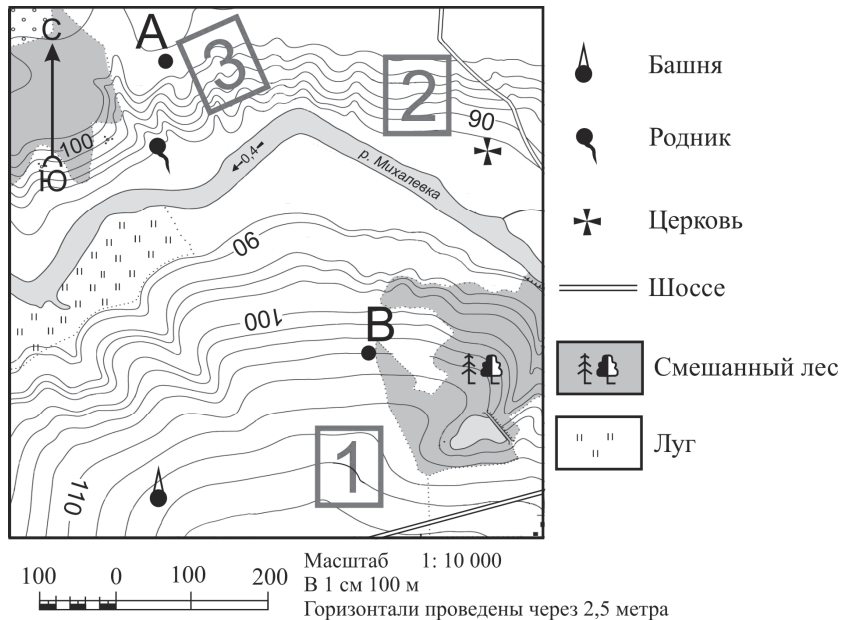 С
А
3
2
90
100
Ю
0,4
р. Михалевка
90
100
В
1
110
Башня
Родник
Церковь
Шоссе
Смешанный лес
Луг
100 0 100 200
Масштаб 1: 10 000
В 1 см 100 м
Горизонтали проведены через 2,5 метра